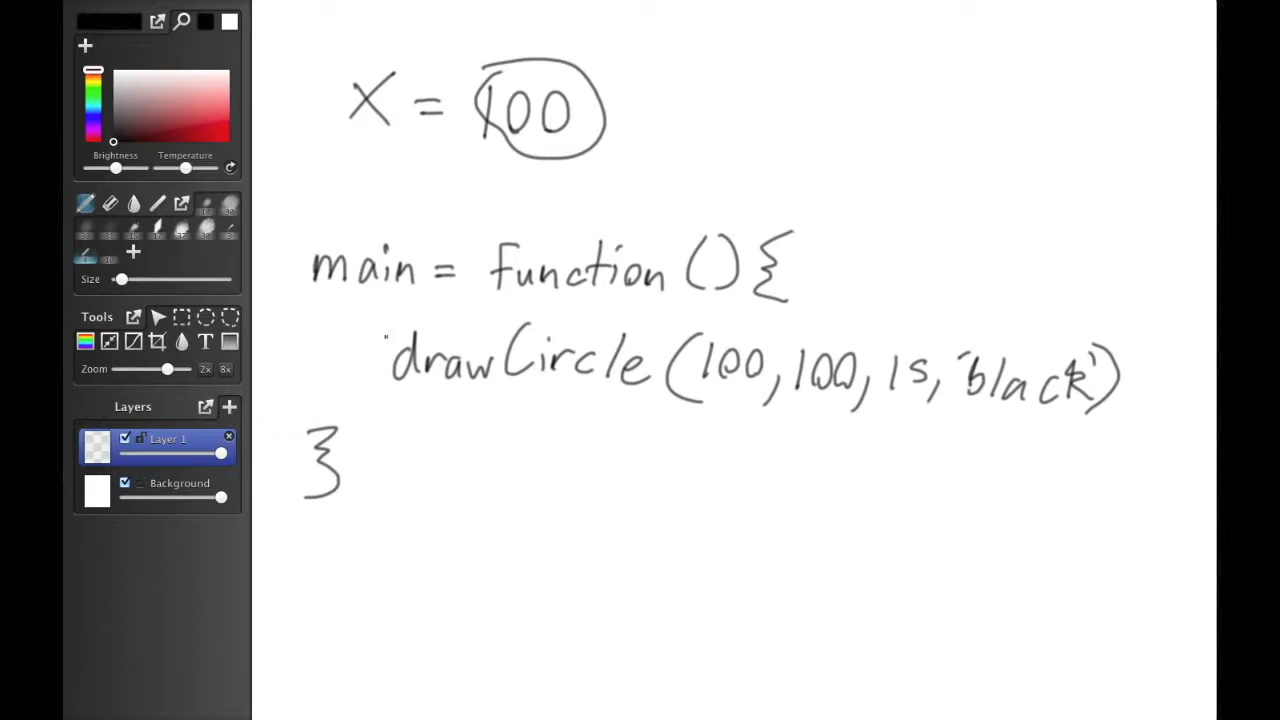 X = 100
main = function () {
drawCircle (100, 100, 15, 'black')
}
Brightness Temperature
Size
Tools
Zoom 2x 8x
Layers
Layer 1
Background